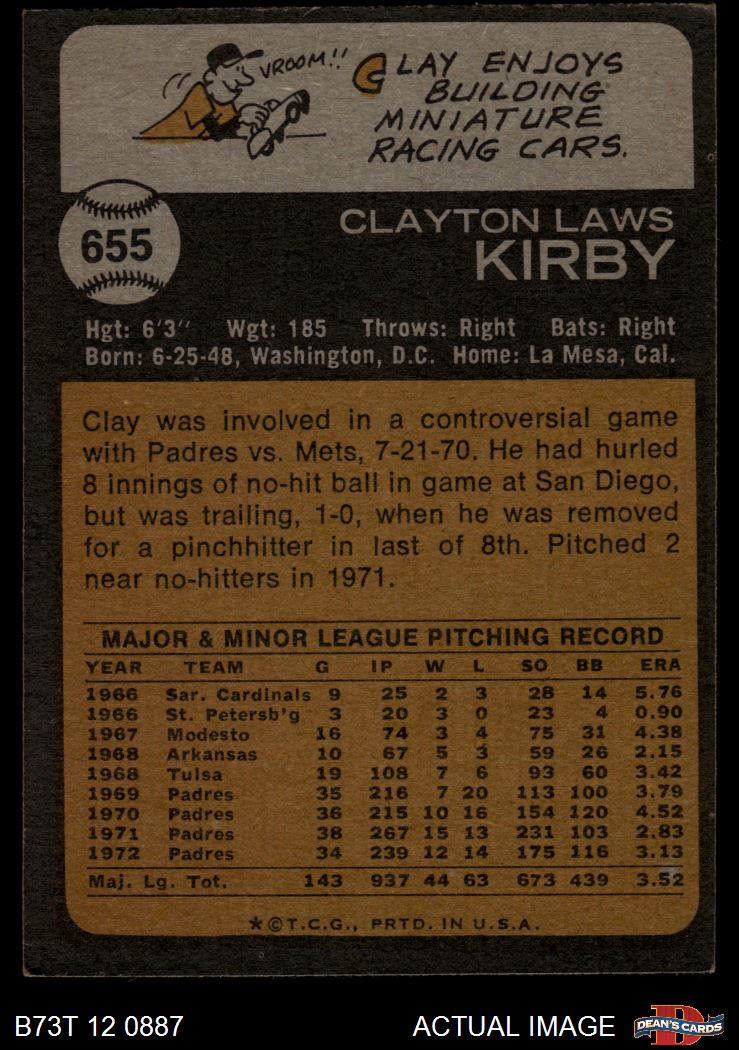 VROOM!!
CLAY ENJOYS
BUILDING
MINIATURE
RACING CARS.
655
CLAYTON LAWS
KIRBY
Hgt: 6'3" Wgt: 185 Throws: Right Bats: Right
Born: 6-25-48, Washington, D.C. Home: La Mesa, Cal.
Clay was involved in a controversial game
with Padres vs. Mets, 7-21-70. He had hurled
8 innings of no-hit ball in game at San Diego,
but was trailing, 1-0, when he was removed
for a pinchhitter in last of 8th. Pitched 2
near no-hitters in 1971.
MAJOR & MINOR LEAGUE PITCHING RECORD
YEAR TEAM G IP W L SO BB ERA
1966 Sar. Cardinals 9 25 2 3 28 14 5.76
1966 St. Petersb'g 3 20 3 0 23 4 0.90
1967 Modesto 16 74 3 4 75 31 4.38
1968 Arkansas 10 67 5 3 59 26 2.15
1968 Tulsa 19 108 7 6 93 60 3.42
1969 Padres 35 216 7 20 113 100 3.79
1970 Padres 36 215 10 16 154 120 4.52
1971 Padres 38 267 15 13 231 103 2.83
1972 Padres 34 239 12 14 175 116 3.13
Maj. Lg. Tot. 143 937 44 63 673 439 3.52
*©T.C.G., PRTD. IN U.S.A.
B73T 12 0887 ACTUAL IMAGE D DEAN'S CARDS